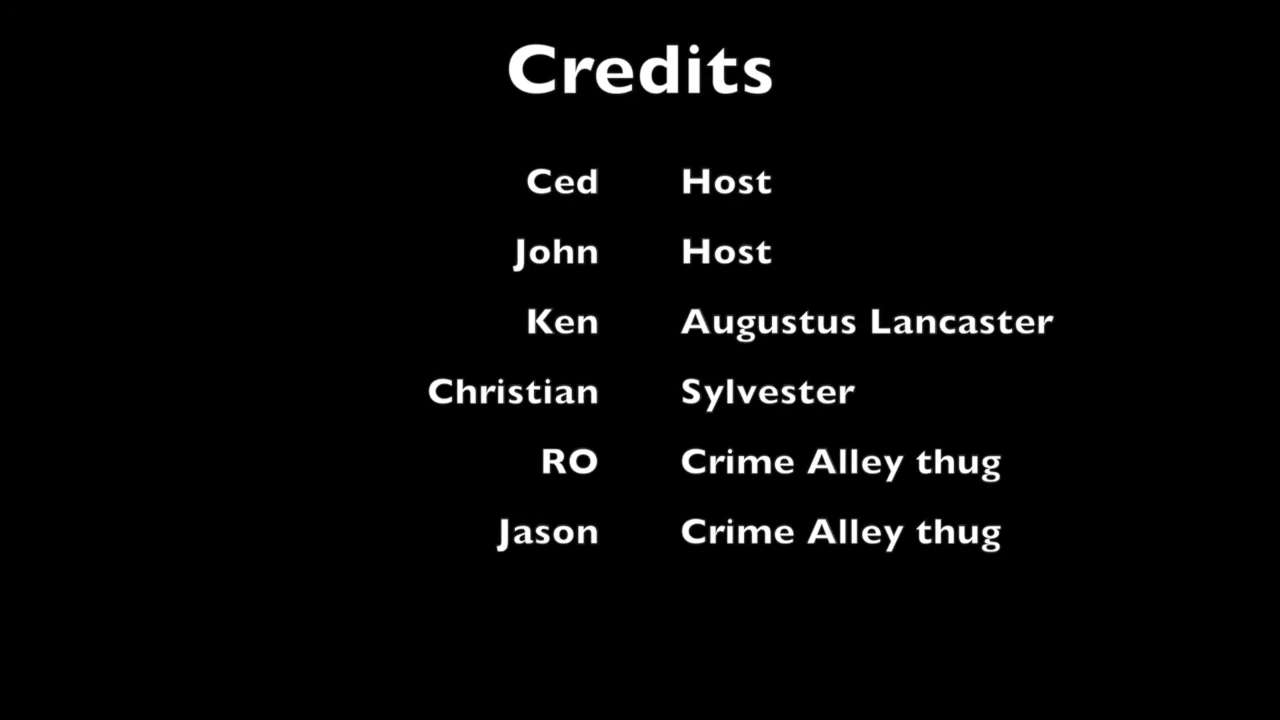 Credits
Ced Host
John Host
Ken Augustus Lancaster
Christian Sylvester
RO Crime Alley thug
Jason Crime Alley thug